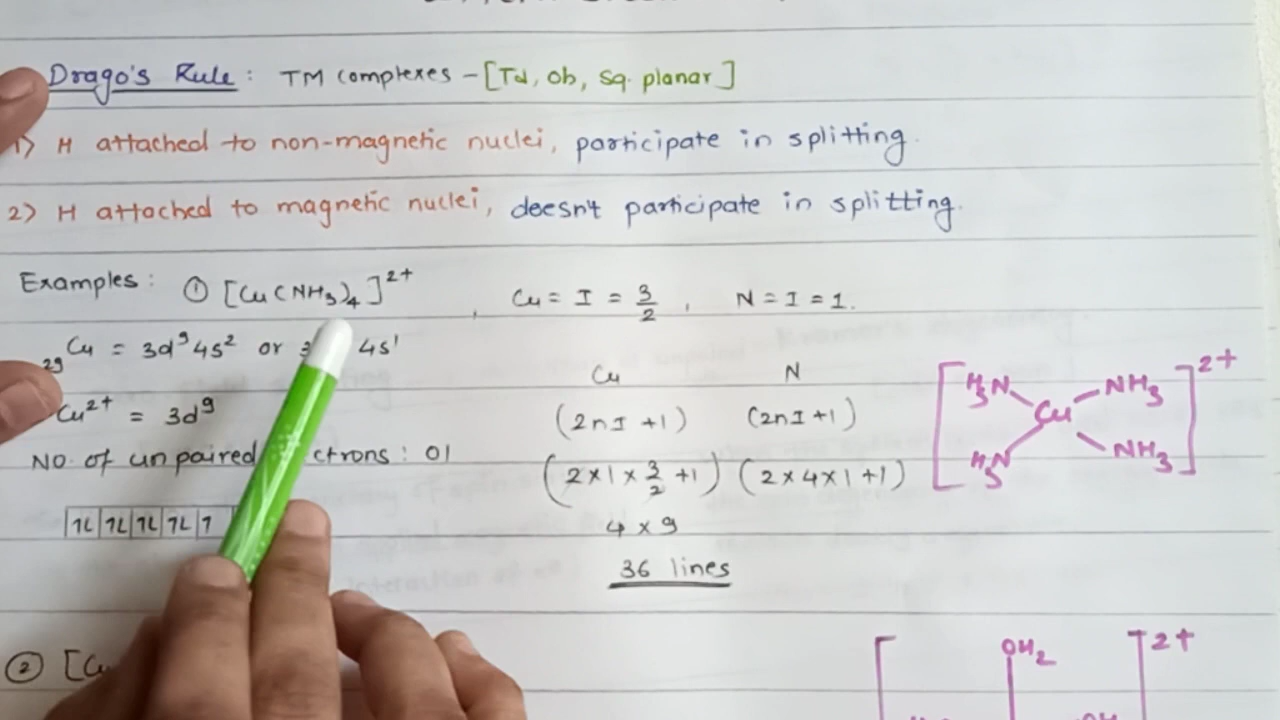 Drago's Rule : TM complexes - [Td, Oh, Sq. planar]
1) H attached to non-magnetic nuclei, participate in splitting.
2) H attached to magnetic nuclei, doesn't participate in splitting.
Examples : ① [Cu(NH3)4]2+ , Cu = I = 3/2 , N = I = 1.
29Cu = 3d9 4s2 or 4s1
Cu2+ = 3d9
No. of unpaired ctrons : 01
Cu N
(2nI + 1) (2nI + 1)
(2 × 1 × 3/2 + 1) (2 × 4 × 1 + 1)
4 × 9
36 lines
[H3N NH3 Cu H3N NH3]2+
1L 1L 1L 1L 1
② [Cu
OH2 2+